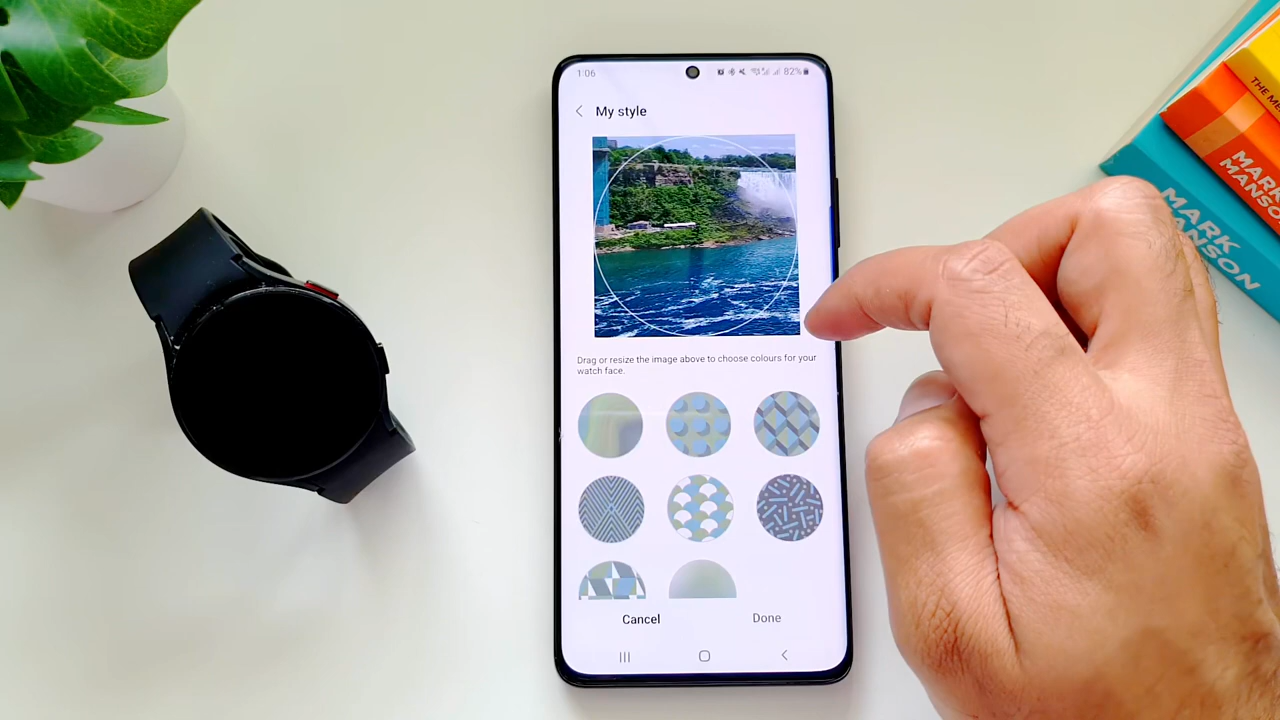 1:06
82%
My style
Drag or resize the image above to choose colours for your
watch face.
Cancel
Done
MARK
MANSON
MARK
THE